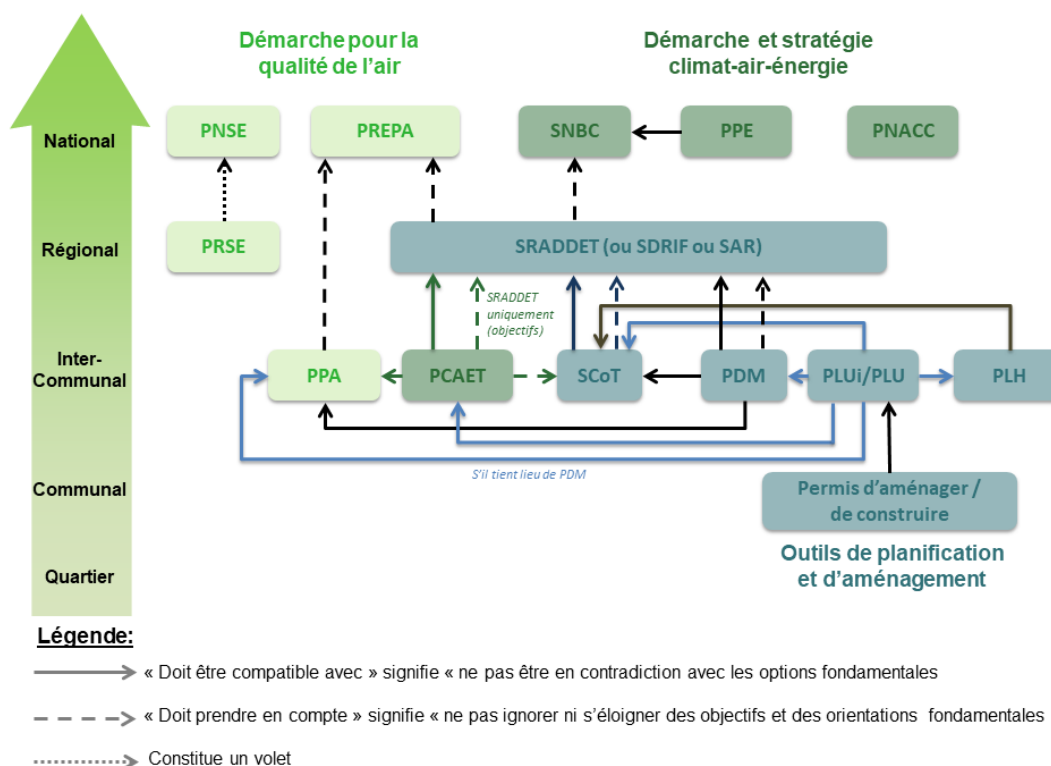 Démarche pour la
qualité de l'air
Démarche et stratégie
climat-air-énergie
National
PNSE
PREPA
SNBC
PPE
PNACC
Régional
PRSE
SRADDET (ou SDRIF ou SAR)
SRADDET
uniquement
(objectifs)
Inter-
Communal
PPA
PCAET
SCoT
PDM
PLUi/PLU
PLH
S'il tient lieu de PDM
Communal
Permis d'aménager /
de construire
Quartier
Outils de planification
et d'aménagement
Légende:
« Doit être compatible avec » signifie « ne pas être en contradiction avec les options fondamentales
« Doit prendre en compte » signifie « ne pas ignorer ni s'éloigner des objectifs et des orientations fondamentales
Constitue un volet